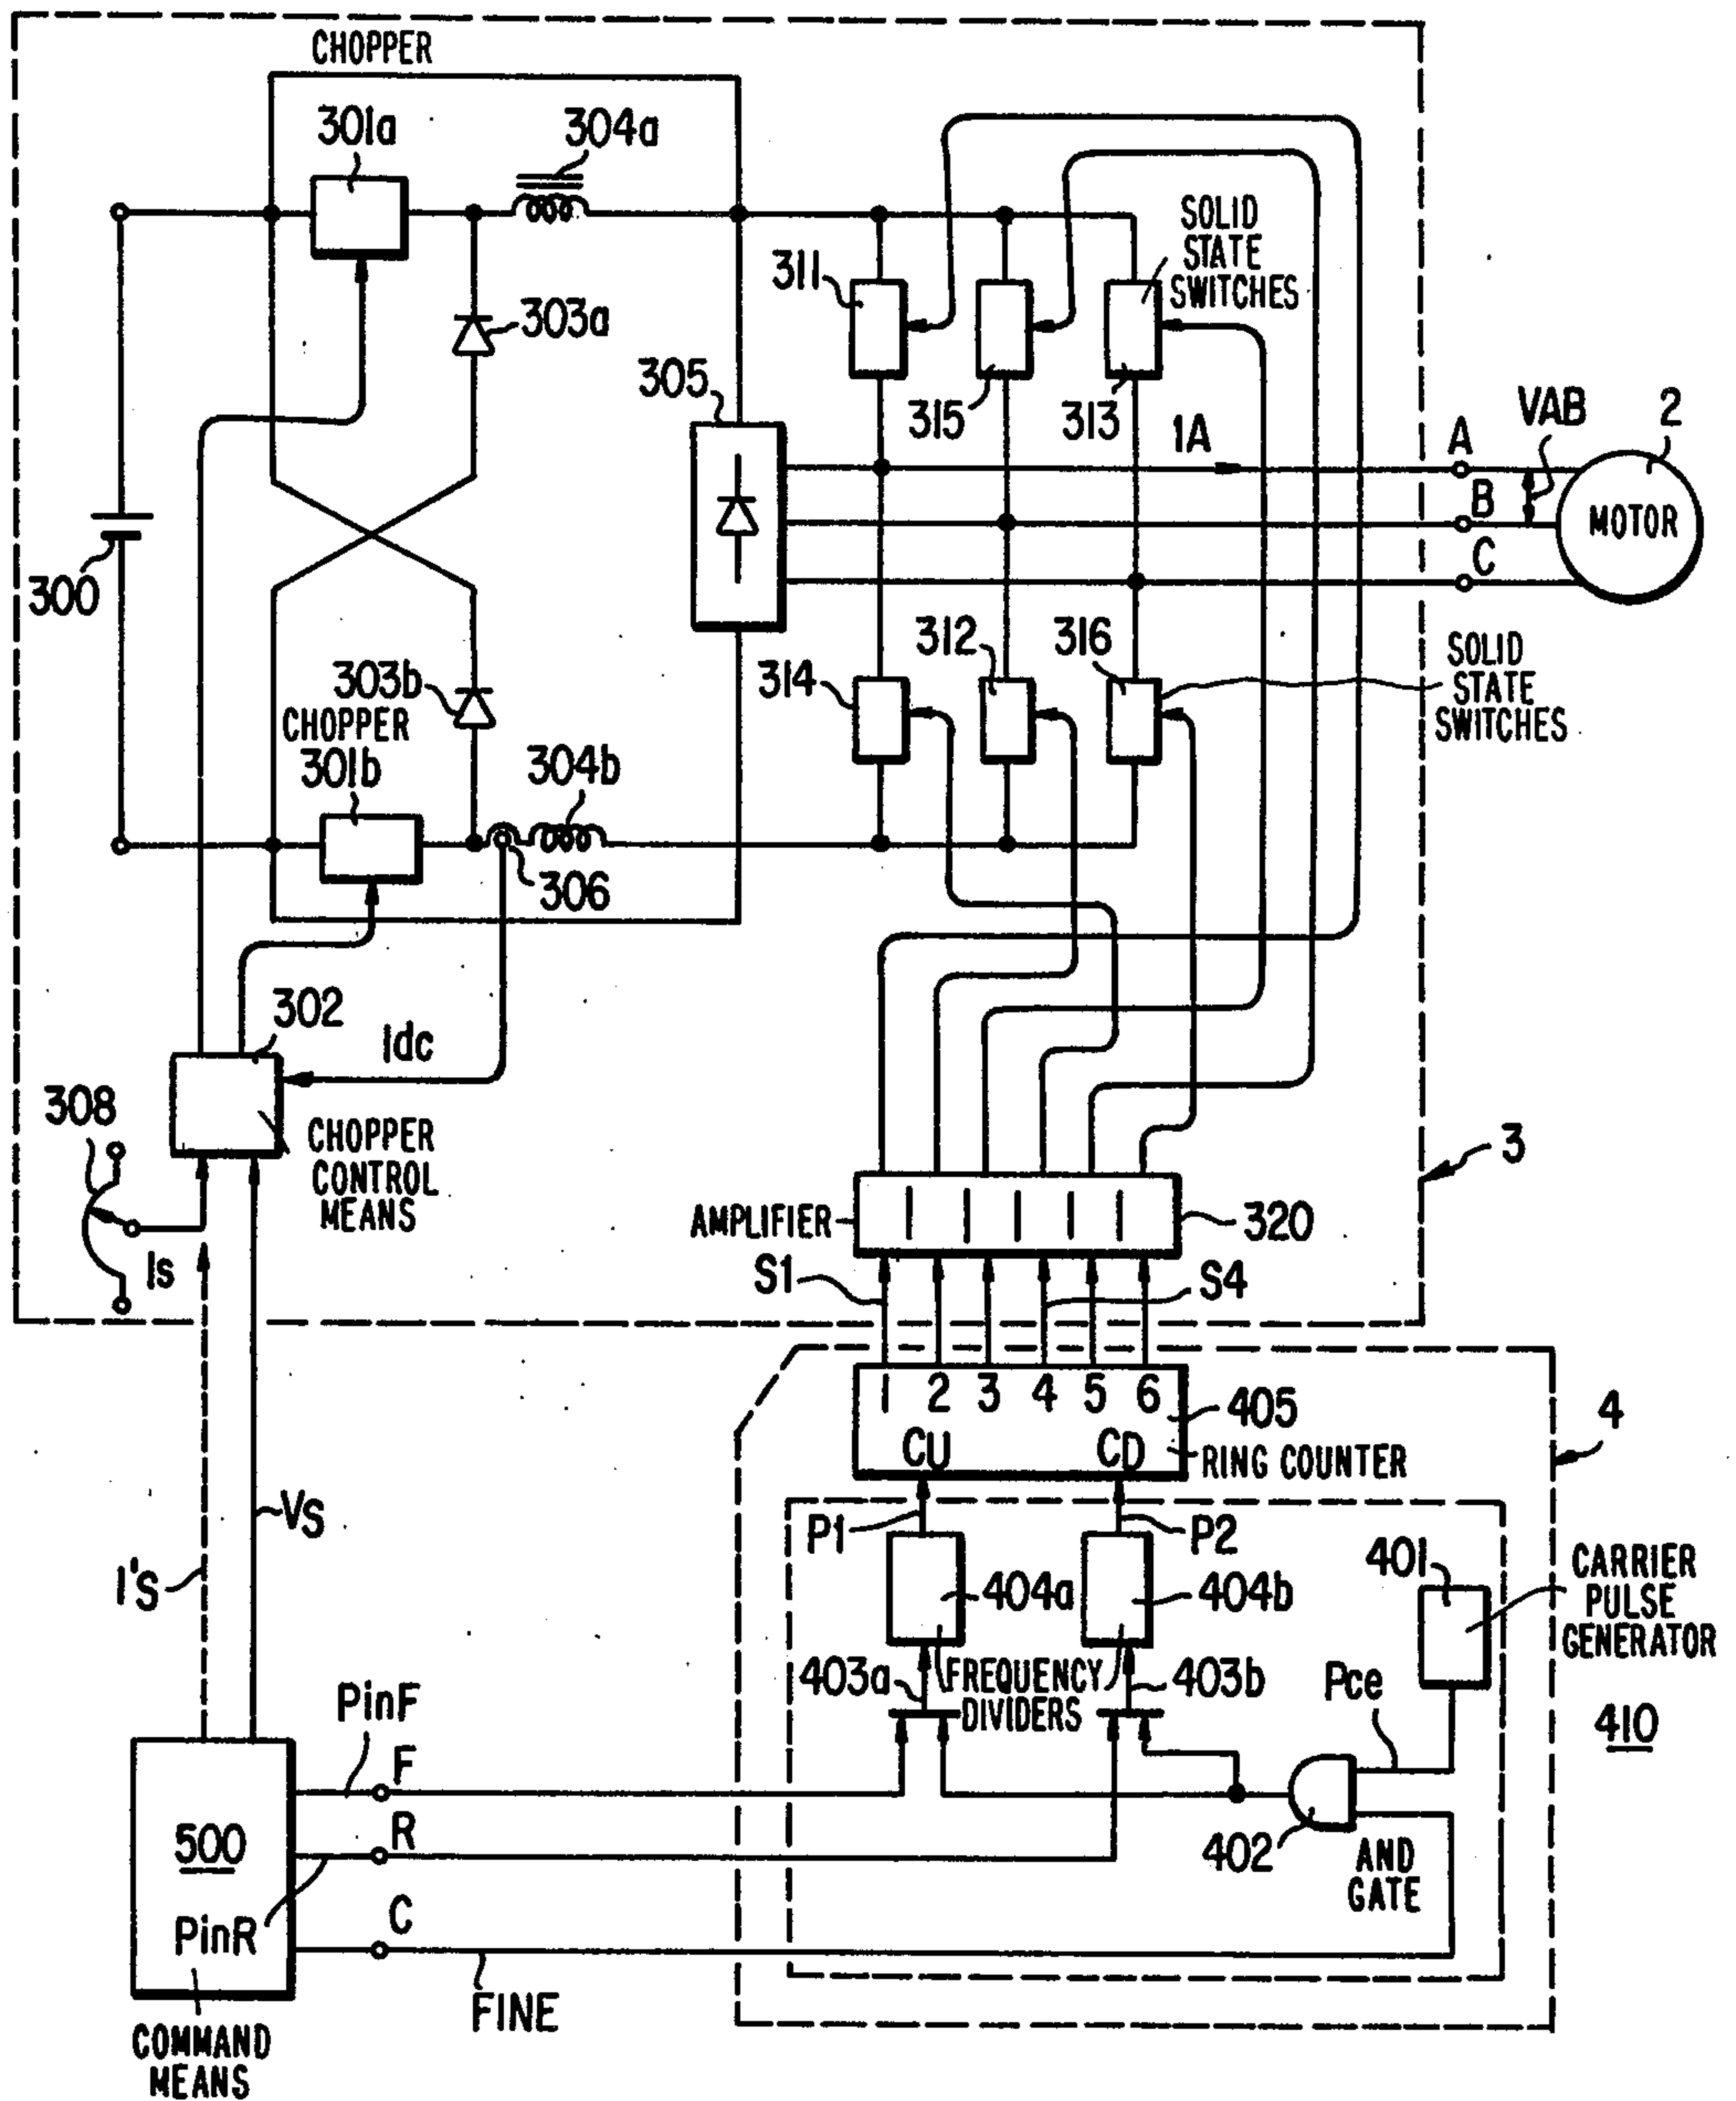 CHOPPER
301a
304a
SOLID
STATE
SWITCHES
311
303a
305
315
313
1A
A
VAB
2
B
MOTOR
C
300
312
316
314
303b
CHOPPER
301b
304b
SOLID
STATE
SWITCHES
306
302
Idc
308
CHOPPER
CONTROL
MEANS
Is
3
AMPLIFIER
320
S1
S4
1 2 3 4 5 6
405
CU CD
RING COUNTER
4
VS
P1
P2
401
CARRIER
PULSE
GENERATOR
I'S
404a
404b
403a
FREQUENCY
DIVIDERS
403b
Pce
410
PinF
F
R
500
402
AND
GATE
PinR
C
FINE
COMMAND
MEANS